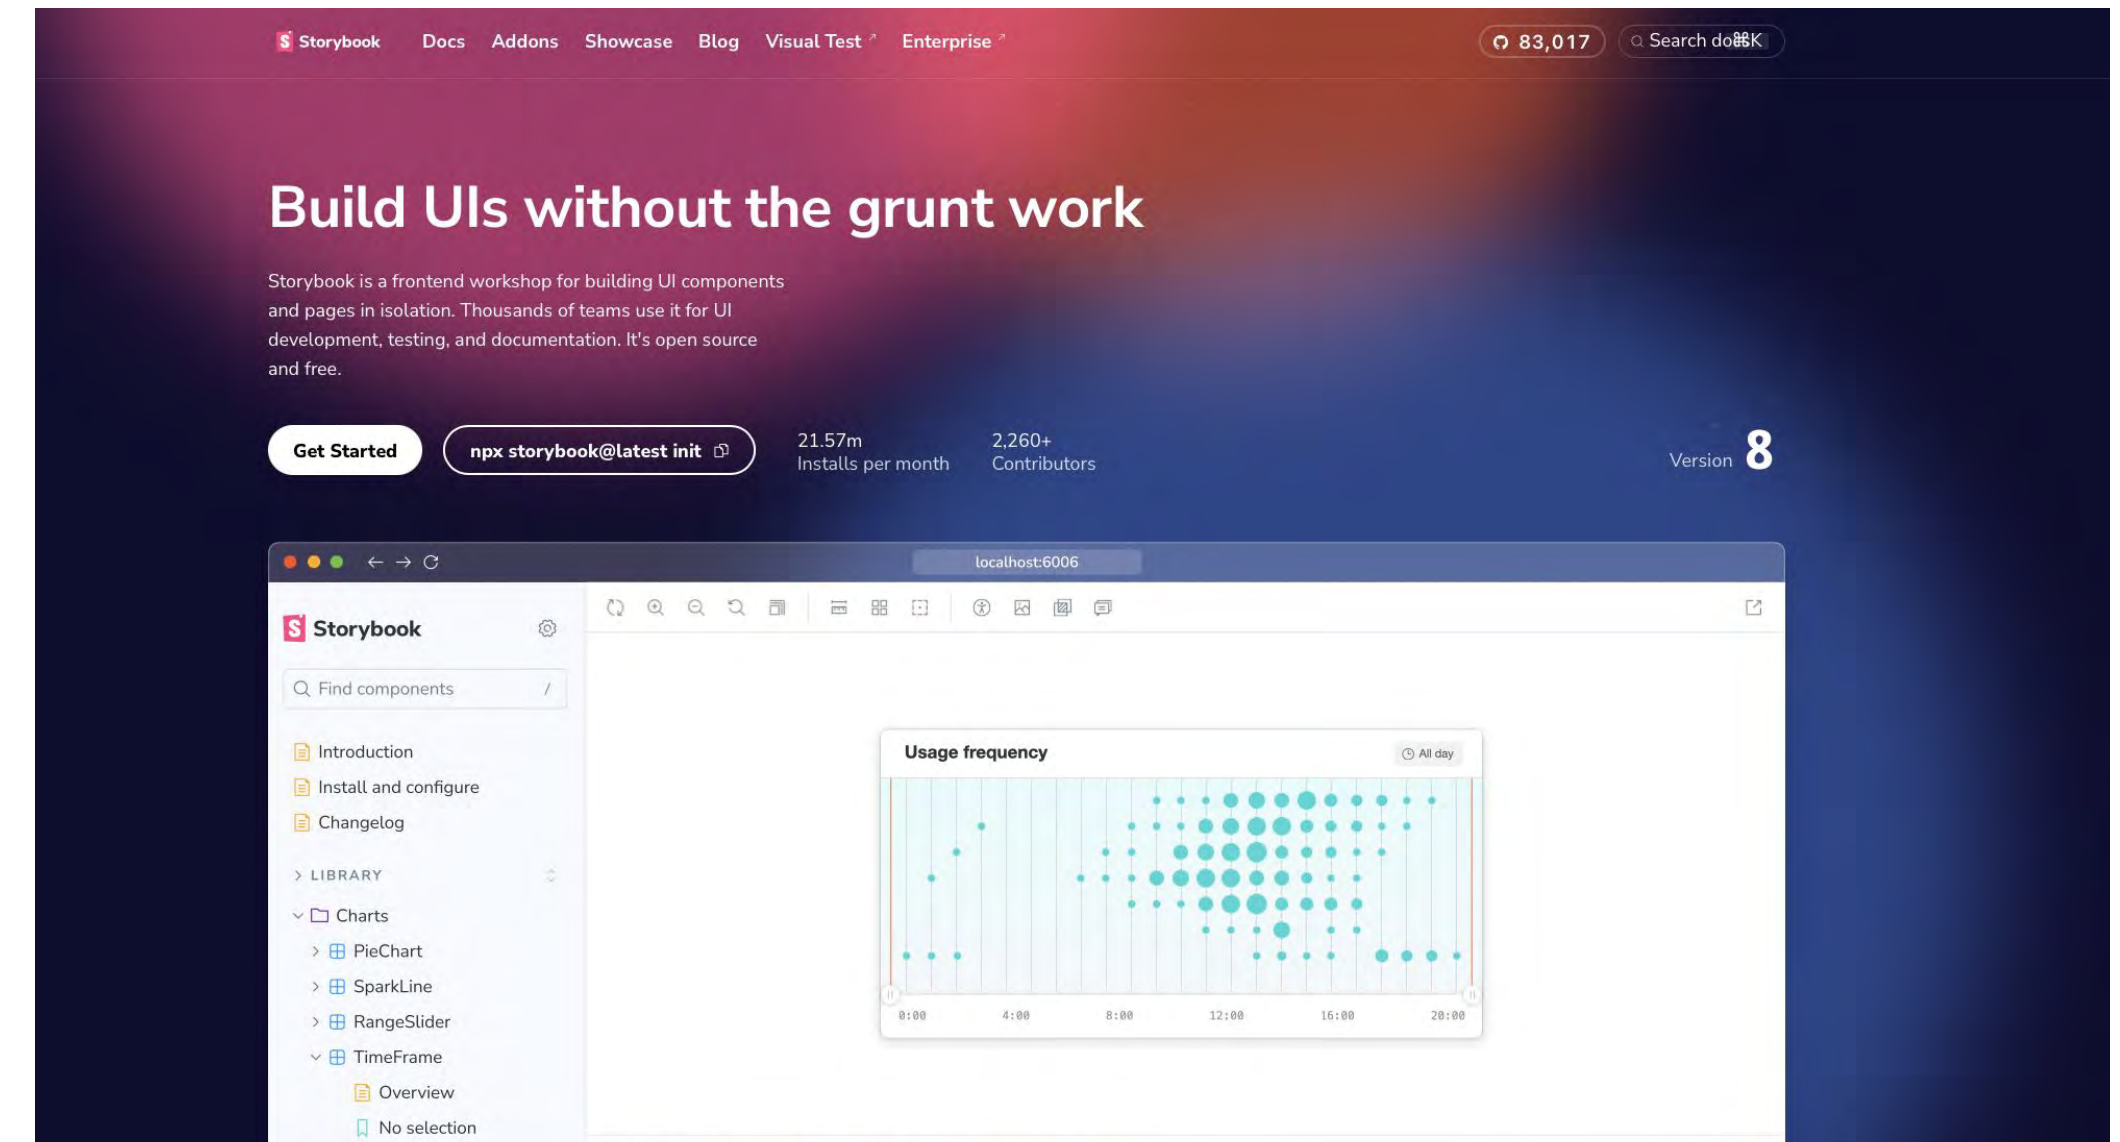 Storybook Docs Addons Showcase Blog Visual Test Enterprise 83,017 Search do⌘K
Build UIs without the grunt work
Storybook is a frontend workshop for building UI components
and pages in isolation. Thousands of teams use it for UI
development, testing, and documentation. It's open source
and free.
Get Started
npx storybook@latest init
21.57m
Installs per month
2,260+
Contributors
Version 8
localhost:6006
Storybook
Find components /
Introduction
Install and configure
Changelog
LIBRARY
Charts
PieChart
SparkLine
RangeSlider
TimeFrame
Overview
No selection
Usage frequency
All day
0:00 4:00 8:00 12:00 16:00 20:00